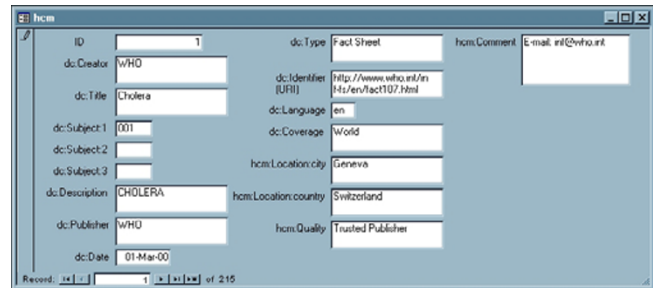 hcm
ID 1
dc:Creator WHO
dc:Title Cholera
dc:Subject:1 001
dc:Subject:2
dc:Subject:3
dc:Description CHOLERA
dc:Publisher WHO
dc:Date 01-Mar-00
dc:Type Fact Sheet
dc:Identifier (URI) http://www.who.int/in
f-fs/en/fact107.html
dc:Language en
dc:Coverage World
hcm:Location:city Geneva
hcm:Location:country Switzerland
hcm:Quality Trusted Publisher
hcm:Comment E-mail: inf@who.int
Record: 1 of 215